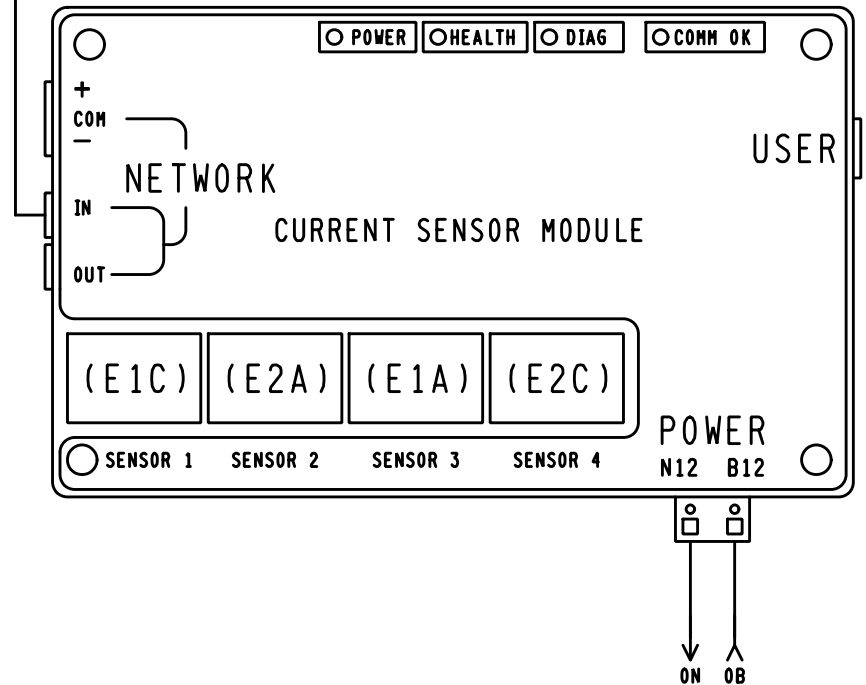 POWER HEALTH DIAG COMM OK
+
COM
−
USER
NETWORK
IN
CURRENT SENSOR MODULE
OUT
(E1C) (E2A) (E1A) (E2C)
POWER
SENSOR 1 SENSOR 2 SENSOR 3 SENSOR 4
N12 B12
ON OB